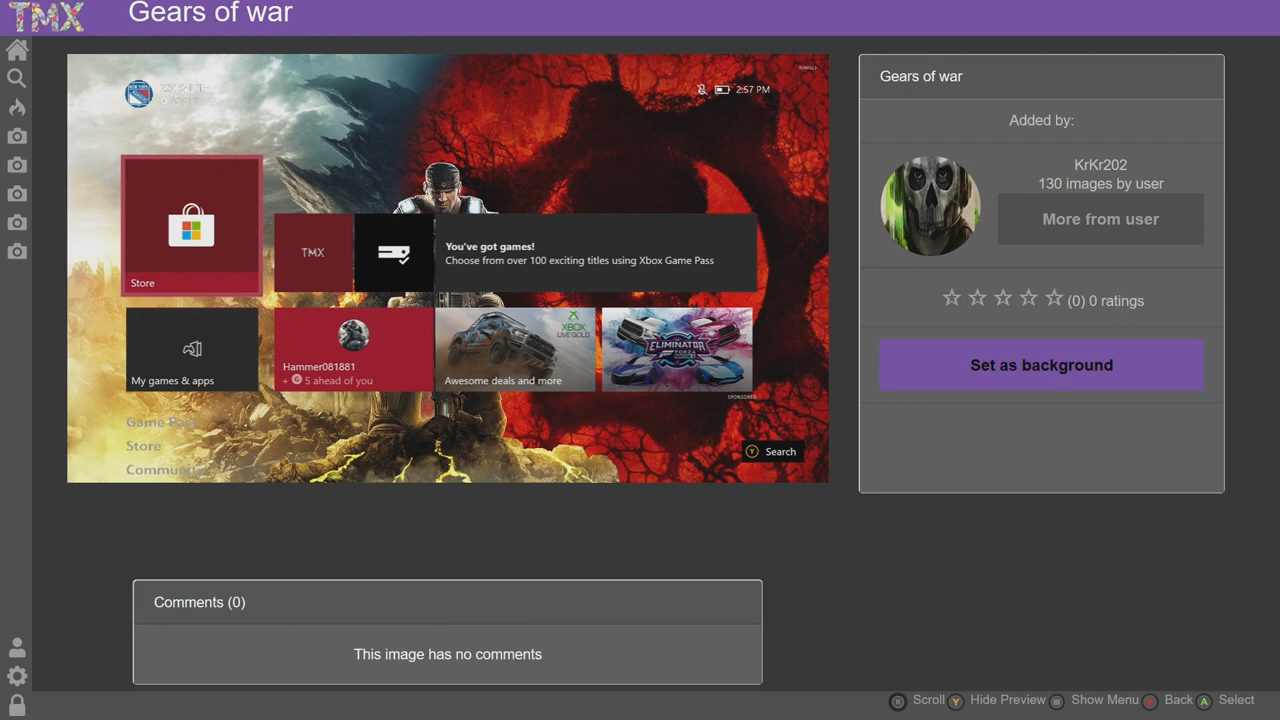 TMX
Gears of war
2:57 PM
Store
TMX
You've got games!
Choose from over 100 exciting titles using Xbox Game Pass
My games & apps
Hammer081881
+ G 5 ahead of you
XBOX
LIVE GOLD
Awesome deals and more
ELIMINATOR
FORZA
SPONSORED
Game Pass
Store
Community
Y Search
Gears of war
Added by:
KrKr202
130 images by user
More from user
(0) 0 ratings
Set as background
Comments (0)
This image has no comments
R Scroll Y Hide Preview Show Menu Back A Select